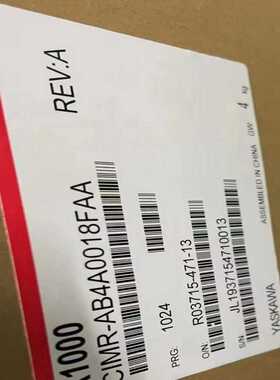 A1000
REV:A
CIMR-AB4A0018FAA
PRG: 1024
O/N: R03715-471-13
S/N: JL1937154710013
GW: 4 kg
ASSEMBLED IN CHINA
YASKAWA